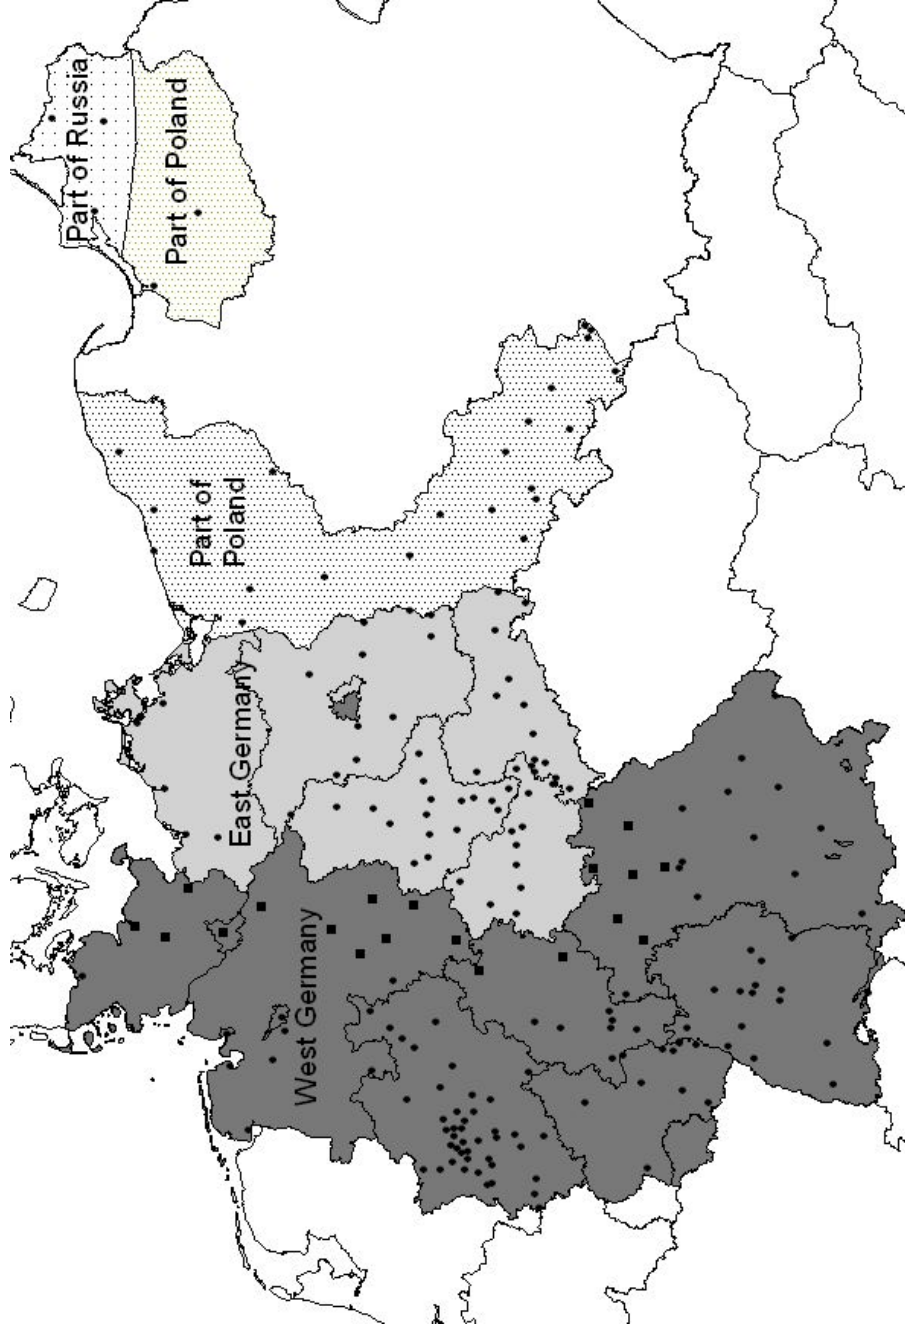 Part of Russia
Part of Poland
Part of
Poland
East Germany
West Germany